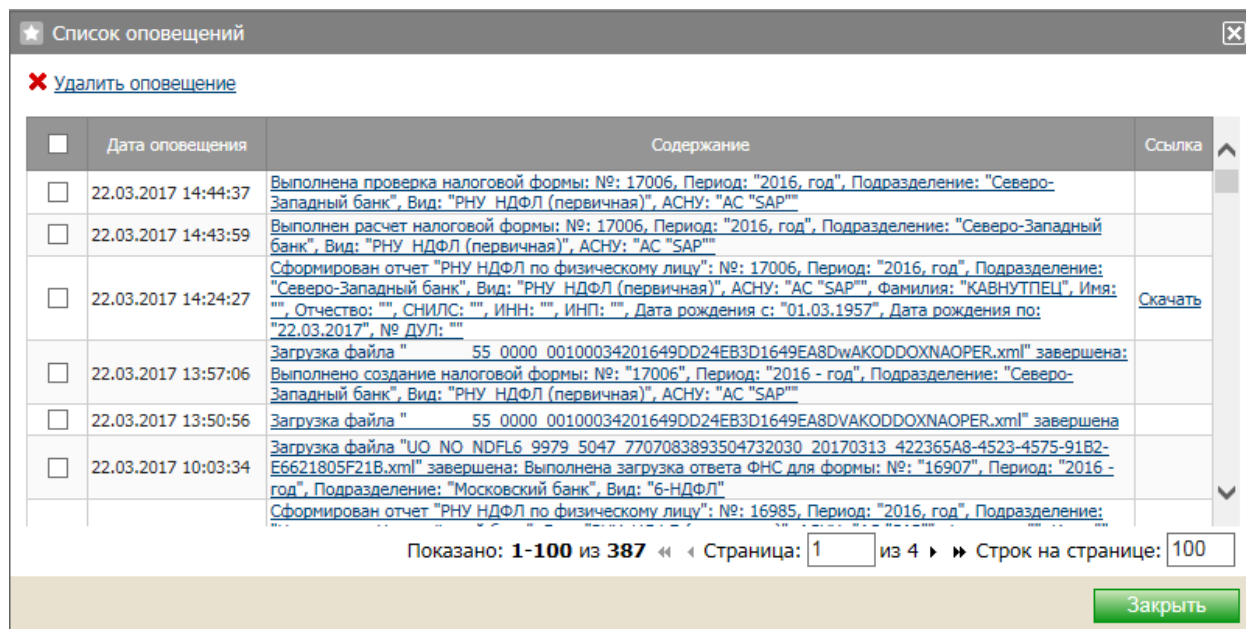 Список оповещений
Удалить оповещение
Дата оповещения Содержание Ссылка
22.03.2017 14:44:37
Выполнена проверка налоговой формы: №: 17006, Период: "2016, год", Подразделение: "Северо-
Западный банк", Вид: "РНУ_НДФЛ (первичная)", АСНУ: "АС "SAP""
22.03.2017 14:43:59
Выполнен расчет налоговой формы: №: 17006, Период: "2016, год", Подразделение: "Северо-Западный
банк", Вид: "РНУ_НДФЛ (первичная)", АСНУ: "АС "SAP""
22.03.2017 14:24:27
Сформирован отчет "РНУ НДФЛ по физическому лицу": №: 17006, Период: "2016, год", Подразделение:
"Северо-Западный банк", Вид: "РНУ_НДФЛ (первичная)", АСНУ: "АС "SAP"", Фамилия: "КАВНУТПЕЦ", Имя:
"", Отчество: "", СНИЛС: "", ИНН: "", ИНП: "", Дата рождения с: "01.03.1957", Дата рождения по:
"22.03.2017", № ДУЛ: ""
Скачать
22.03.2017 13:57:06
Загрузка файла "________55_0000_00100034201649DD24EB3D1649EA8DwAKODDOXNAOPER.xml" завершена:
Выполнено создание налоговой формы: №: "17006", Период: "2016 - год", Подразделение: "Северо-
Западный банк", Вид: "РНУ_НДФЛ (первичная)", АСНУ: "АС "SAP""
22.03.2017 13:50:56
Загрузка файла "________55_0000_00100034201649DD24EB3D1649EA8DVAKODDOXNAOPER.xml" завершена
22.03.2017 10:03:34
Загрузка файла "UO_NO_NDFL6_9979_5047_7707083893504732030_20170313_422365A8-4523-4575-91B2-
E6621805F21B.xml" завершена: Выполнена загрузка ответа ФНС для формы: №: "16907", Период: "2016 -
год", Подразделение: "Московский банк", Вид: "6-НДФЛ"
Сформирован отчет "РНУ НДФЛ по физическому лицу": №: 16985, Период: "2016, год", Подразделение:
Показано: 1-100 из 387 Страница: 1 из 4 Строк на странице: 100
Закрыть